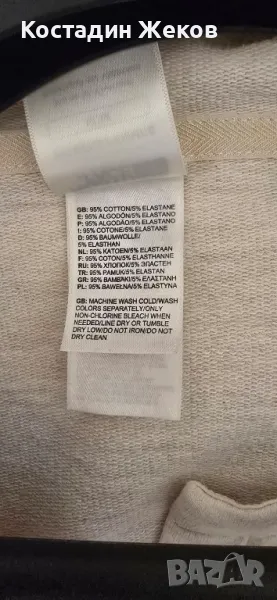 Костадин Жеков
GB: 95% COTTON/5% ELASTANE
E: 95% ALGODÓN/5% ELASTANO
P: 95% ALGODÃO/5% ELASTANO
I: 95% COTONE/5% ELASTANE
D: 95% BAUMWOLLE/
5% ELASTHAN
NL: 95% KATOEN/5% ELASTAAN
F: 95% COTON/5% ELASTHANNE
RU: 95% ХЛОПОК/5% ЭЛАСТЕН
TR: 95% PAMUK/5% ELASTAN
GR: 95% ΒΑΜΒΑΚΙ/5% ΕΛΑΣΤΑΝΗ
PL: 95% BAWEŁNA/5% ELASTYNA
GB: MACHINE WASH COLD/WASH
COLORS SEPARATELY/ONLY
NON-CHLORINE BLEACH WHEN
NEEDED/LINE DRY OR TUMBLE
DRY LOW/DO NOT IRON/DO NOT
DRY CLEAN
BAZAR